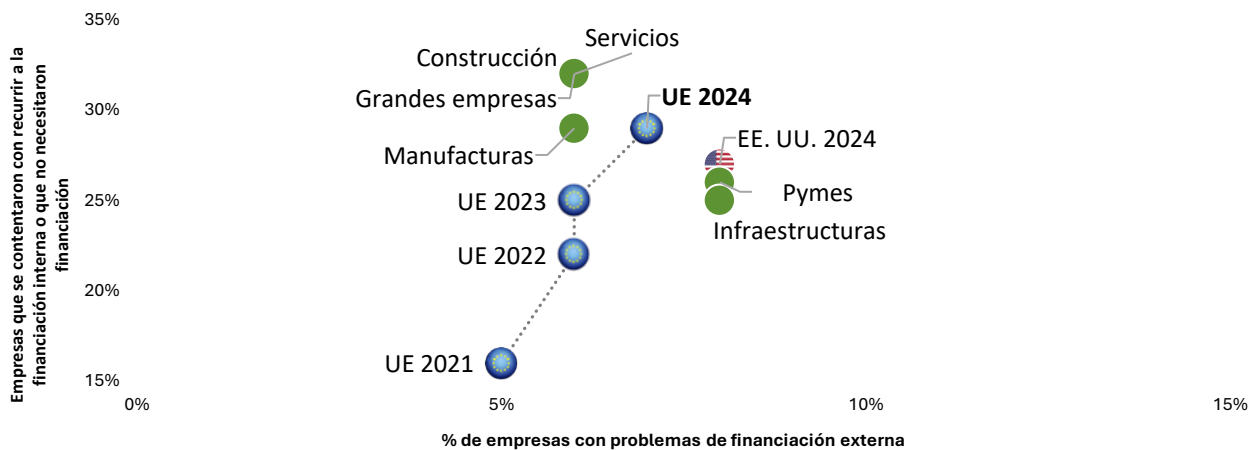 Empresas que se contentaron con recurrir a la
financiación interna o que no necesitaron
financiación
35%
30%
25%
20%
15%
Servicios
Construcción
Grandes empresas
UE 2024
Manufacturas
EE. UU. 2024
UE 2023
Pymes
Infraestructuras
UE 2022
UE 2021
0%
5%
10%
15%
% de empresas con problemas de financiación externa